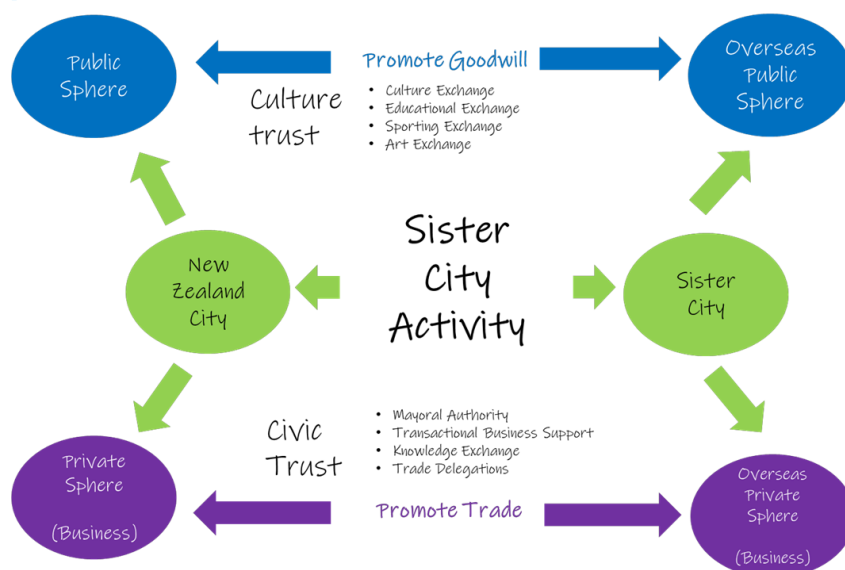 Public
Sphere
Promote Goodwill
Overseas
Public
Sphere
Culture
trust
• Culture Exchange
• Educational Exchange
• Sporting Exchange
• Art Exchange
New
Zealand
City
Sister
City
Activity
Sister
City
Civic
Trust
• Mayoral Authority
• Transactional Business Support
• Knowledge Exchange
• Trade Delegations
Private
Sphere
(Business)
Promote Trade
Overseas
Private
Sphere
(Business)